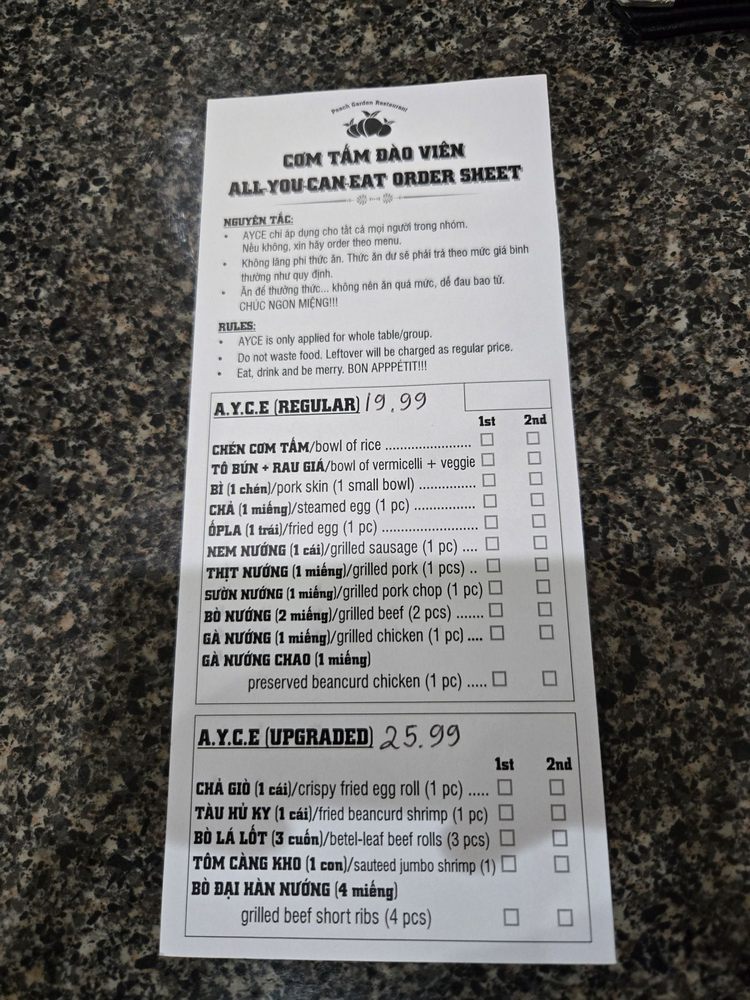 Peach Garden Restaurant
CƠM TẤM ĐÀO VIÊN
ALL-YOU-CAN-EAT ORDER SHEET
NGUYÊN TẮC:
• AYCE chỉ áp dụng cho tất cả mọi người trong nhóm.
Nếu không, xin hãy order theo menu.
• Không lãng phí thức ăn. Thức ăn dư sẽ phải trả theo mức giá bình
thường như quy định.
• Ăn để thưởng thức... không nên ăn quá mức, dễ đau bao tử.
CHÚC NGON MIỆNG!!!
RULES:
• AYCE is only applied for whole table/group.
• Do not waste food. Leftover will be charged as regular price.
• Eat, drink and be merry. BON APPPÉTIT!!!
A.Y.C.E (REGULAR) 19.99
1st 2nd
CHÉN CƠM TẤM/bowl of rice ........................ ☐ ☐
TÔ BÚN + RAU GIÁ/bowl of vermicelli + veggie ☐ ☐
BÌ (1 chén)/pork skin (1 small bowl) ............... ☐ ☐
CHẢ (1 miếng)/steamed egg (1 pc) ................ ☐ ☐
ỐPLA (1 trái)/fried egg (1 pc) ......................... ☐ ☐
NEM NƯỚNG (1 cái)/grilled sausage (1 pc) .... ☐ ☐
THỊT NƯỚNG (1 miếng)/grilled pork (1 pcs) .. ☐ ☐
SƯỜN NƯỚNG (1 miếng)/grilled pork chop (1 pc) ☐ ☐
BÒ NƯỚNG (2 miếng)/grilled beef (2 pcs) ....... ☐ ☐
GÀ NƯỚNG (1 miếng)/grilled chicken (1 pc) .... ☐ ☐
GÀ NƯỚNG CHAO (1 miếng)
preserved beancurd chicken (1 pc) ..... ☐ ☐
A.Y.C.E (UPGRADED) 25.99
1st 2nd
CHẢ GIÒ (1 cái)/crispy fried egg roll (1 pc) ..... ☐ ☐
TÀU HỦ KY (1 cái)/fried beancurd shrimp (1 pc) ☐ ☐
BÒ LÁ LỐT (3 cuốn)/betel-leaf beef rolls (3 pcs) ☐ ☐
TÔM CÀNG KHO (1 con)/sauteed jumbo shrimp (1) ☐ ☐
BÒ ĐẠI HÀN NƯỚNG (4 miếng)
grilled beef short ribs (4 pcs) ☐ ☐